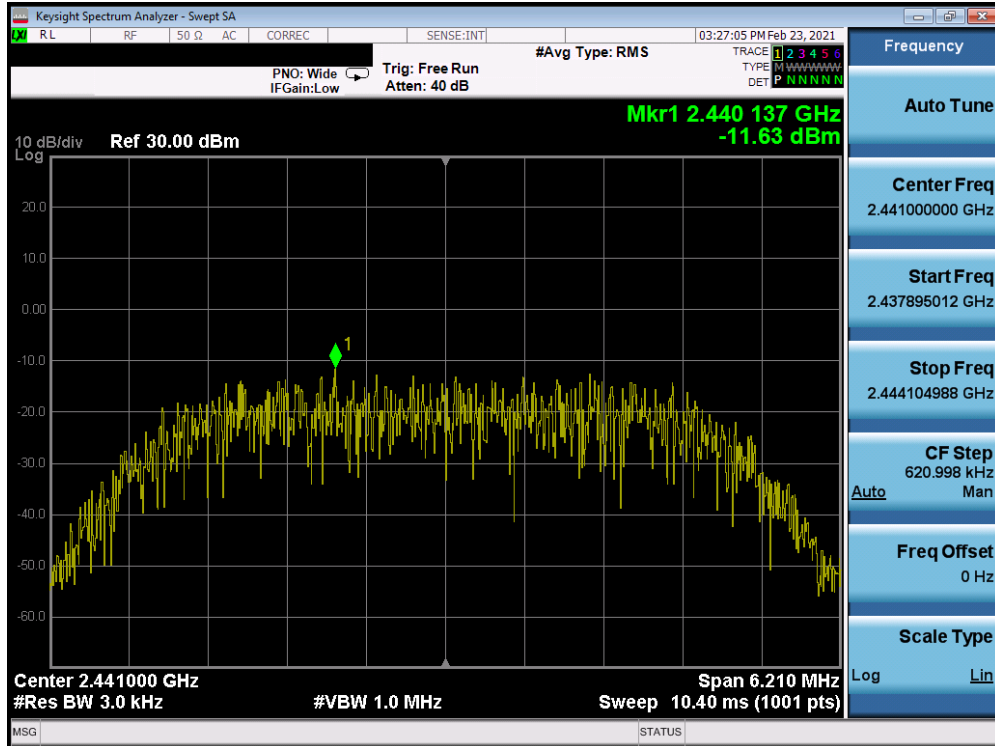 Keysight Spectrum Analyzer - Swept SA
LXI RL RF 50 Ω AC CORREC SENSE:INT 03:27:05 PM Feb 23, 2021
#Avg Type: RMS
TRACE 1 2 3 4 5 6
PNO: Wide Trig: Free Run
TYPE M W W W W W
IFGain:Low Atten: 40 dB
DET P N N N N N
Mkr1 2.440 137 GHz
-11.63 dBm
10 dB/div Ref 30.00 dBm
Log
20.0
10.0
0.00
1
-10.0
-20.0
-30.0
-40.0
-50.0
-60.0
Center 2.441000 GHz Span 6.210 MHz
#Res BW 3.0 kHz #VBW 1.0 MHz Sweep 10.40 ms (1001 pts)
MSG STATUS
Frequency
Auto Tune
Center Freq
2.441000000 GHz
Start Freq
2.437895012 GHz
Stop Freq
2.444104988 GHz
CF Step
620.998 kHz
Auto Man
Freq Offset
0 Hz
Scale Type
Log Lin